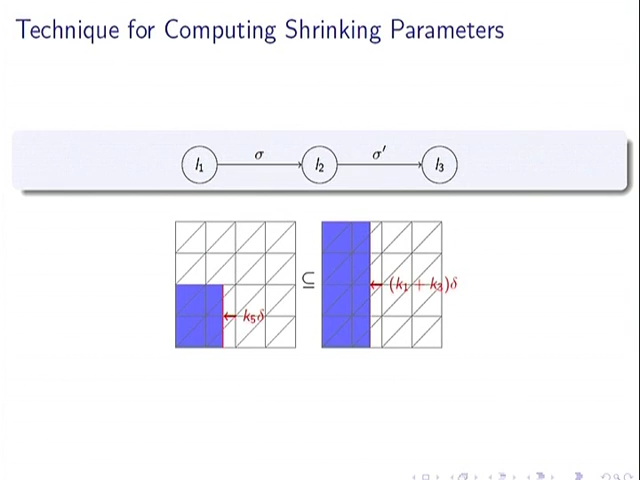 Technique for Computing Shrinking Parameters
σ σ′
l₁ l₂ l₃
⊆ ← (k₁ + k₃)δ
← k₅δ